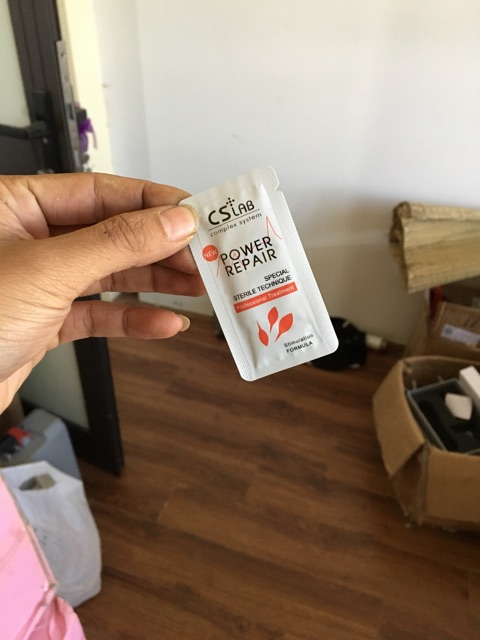 CS LAB
complex system
NEW
POWER
REPAIR
SPECIAL
STERILE TECHNIQUE
Professional Treatment
Stimulation
FORMULA